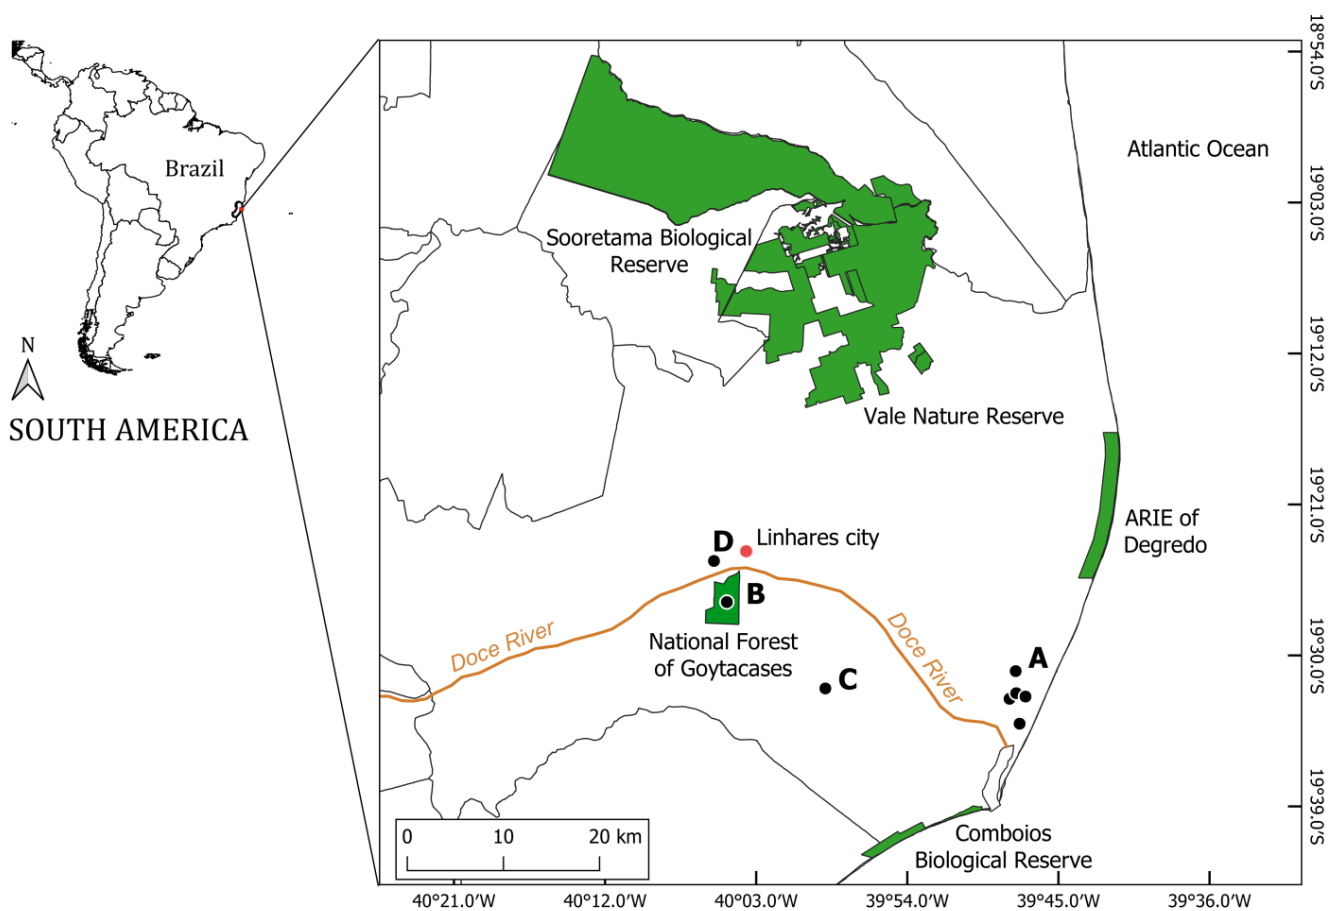 Brazil
N
SOUTH AMERICA
Atlantic Ocean
Sooretama Biological
Reserve
Vale Nature Reserve
ARIE of
Degredo
D
Linhares city
B
National Forest
of Goytacases
Doce River
Doce River
A
C
Comboios
Biological Reserve
0 10 20 km
18°54.0'S
19°03.0'S
19°12.0'S
19°21.0'S
19°30.0'S
19°39.0'S
40°21.0'W 40°12.0'W 40°03.0'W 39°54.0'W 39°45.0'W 39°36.0'W